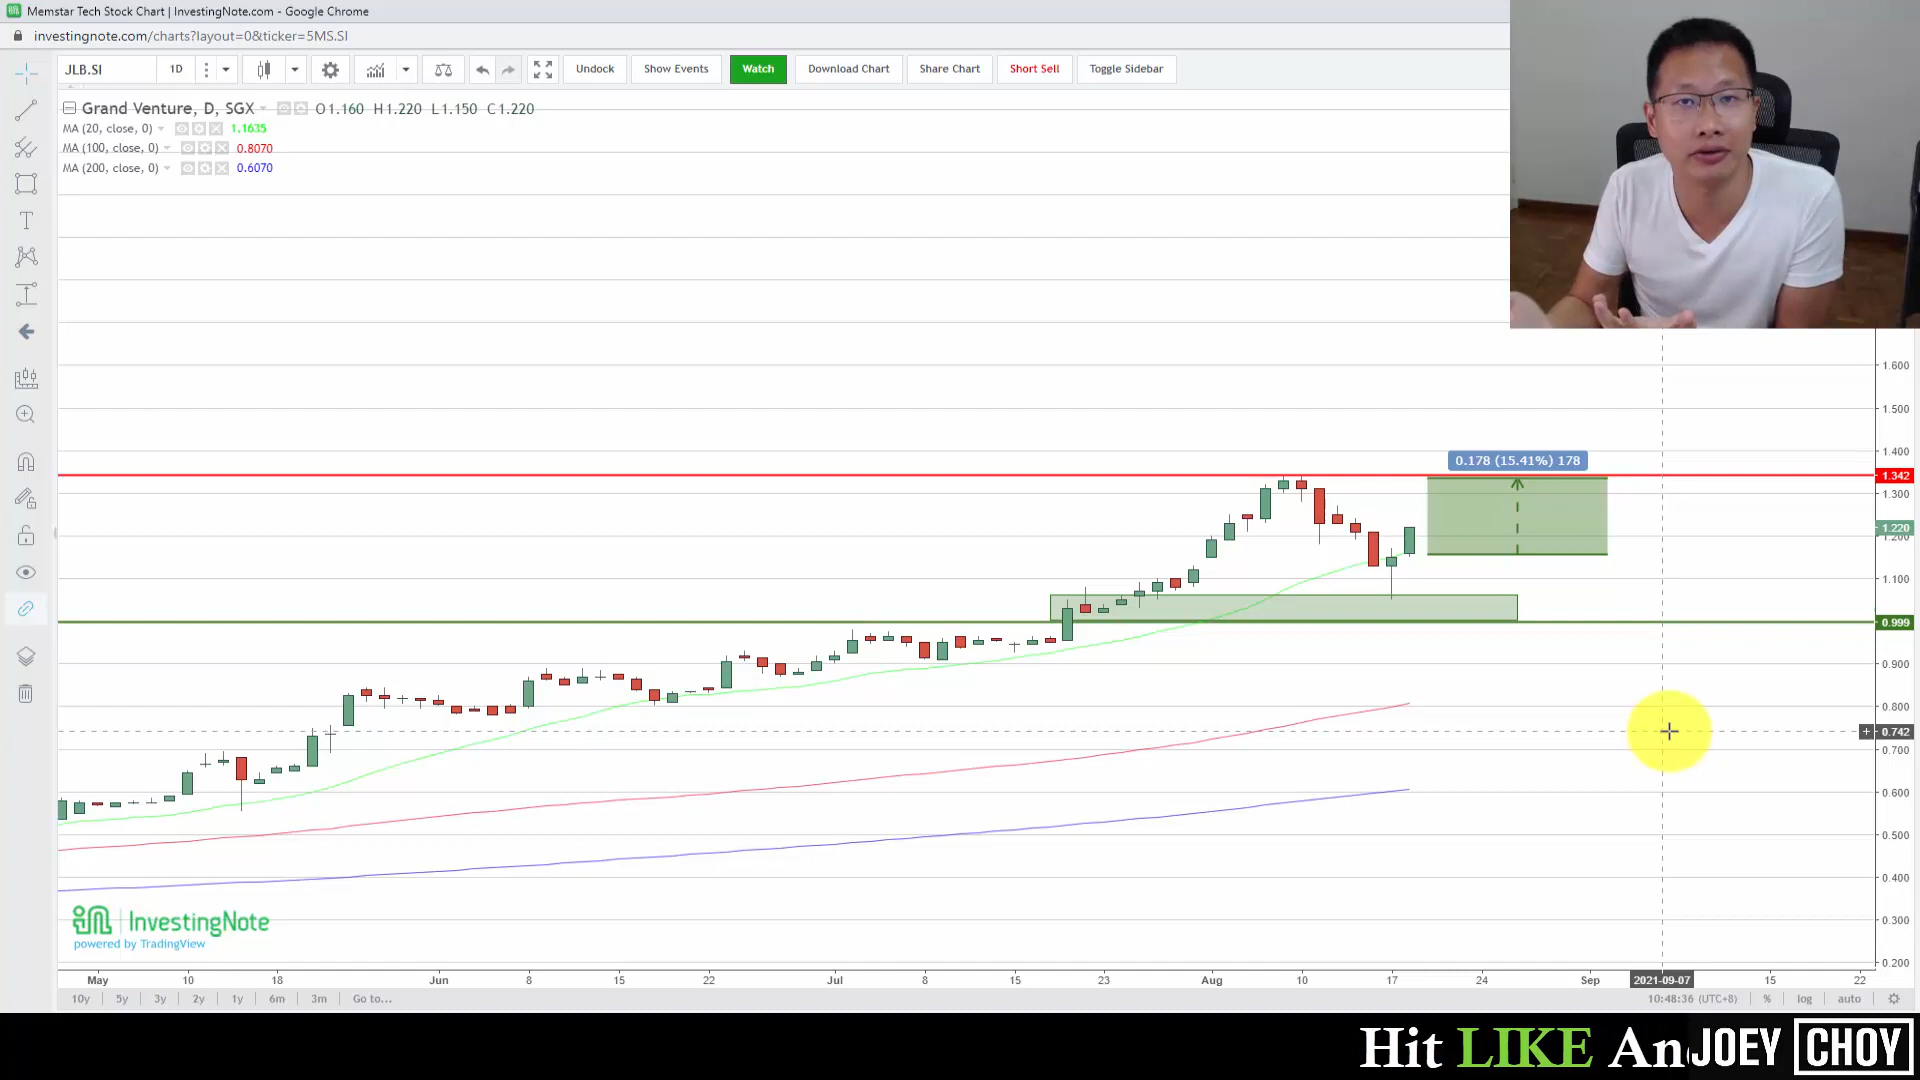 Memstar Tech Stock Chart | InvestingNote.com - Google Chrome
investingnote.com/charts?layout=0&ticker=5MS.SI
JLB.SI 1D Undock Show Events Watch Download Chart Share Chart Short Sell Toggle Sidebar
Grand Venture, D, SGX O1.160 H1.220 L1.150 C1.220
MA (20, close, 0) 1.1635
MA (100, close, 0) 0.8070
MA (200, close, 0) 0.6070
1.600
1.500
1.400
0.178 (15.41%) 178
1.342
1.300
1.220
1.200
1.100
0.999
0.900
0.800
0.742
0.700
0.600
0.500
0.400
0.300
0.200
InvestingNote
powered by TradingView
May 10 18 Jun 8 15 22 Jul 8 15 23 Aug 10 17 24 Sep 2021-09-07 15 22
10y 5y 3y 2y 1y 6m 3m Go to... 10:48:36 (UTC+8) % log auto
Hit LIKE An JOEY CHOY